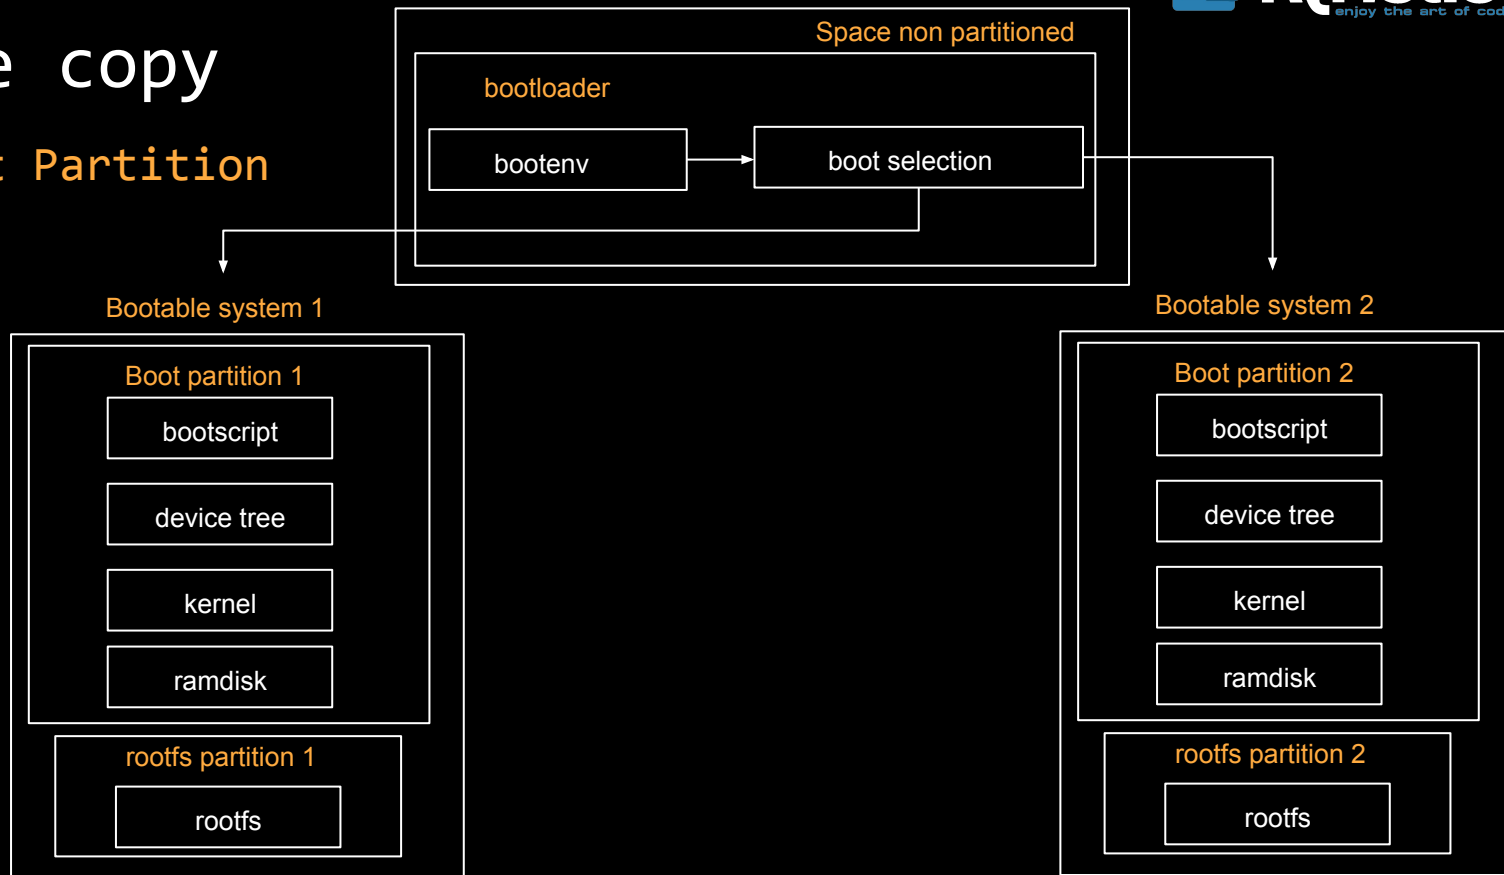 enjoy the art of cod
e copy
t Partition
Space non partitioned
bootloader
bootenv
boot selection
Bootable system 1
Boot partition 1
bootscript
device tree
kernel
ramdisk
rootfs partition 1
rootfs
Bootable system 2
Boot partition 2
bootscript
device tree
kernel
ramdisk
rootfs partition 2
rootfs